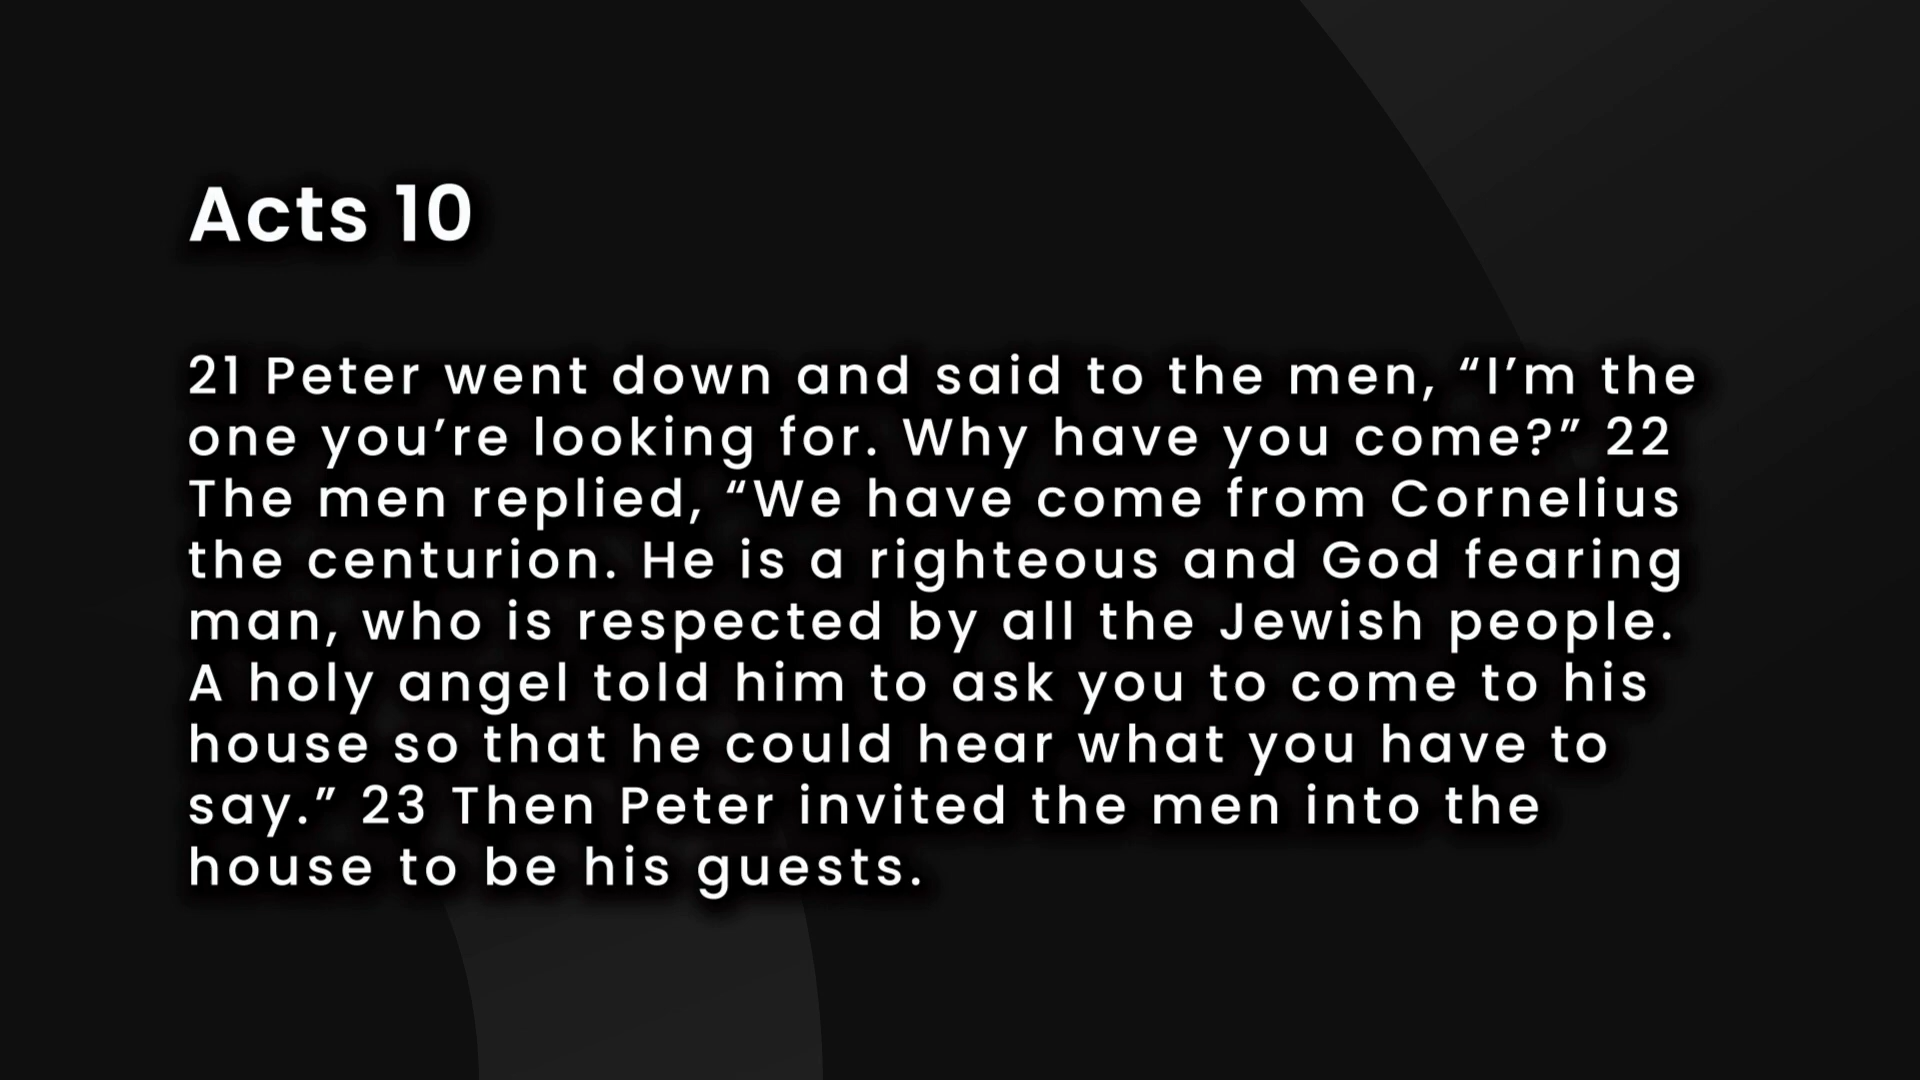 Acts 10
21 Peter went down and said to the men, “I’m the
one you’re looking for. Why have you come?” 22
The men replied, “We have come from Cornelius
the centurion. He is a righteous and God fearing
man, who is respected by all the Jewish people.
A holy angel told him to ask you to come to his
house so that he could hear what you have to
say.” 23 Then Peter invited the men into the
house to be his guests.